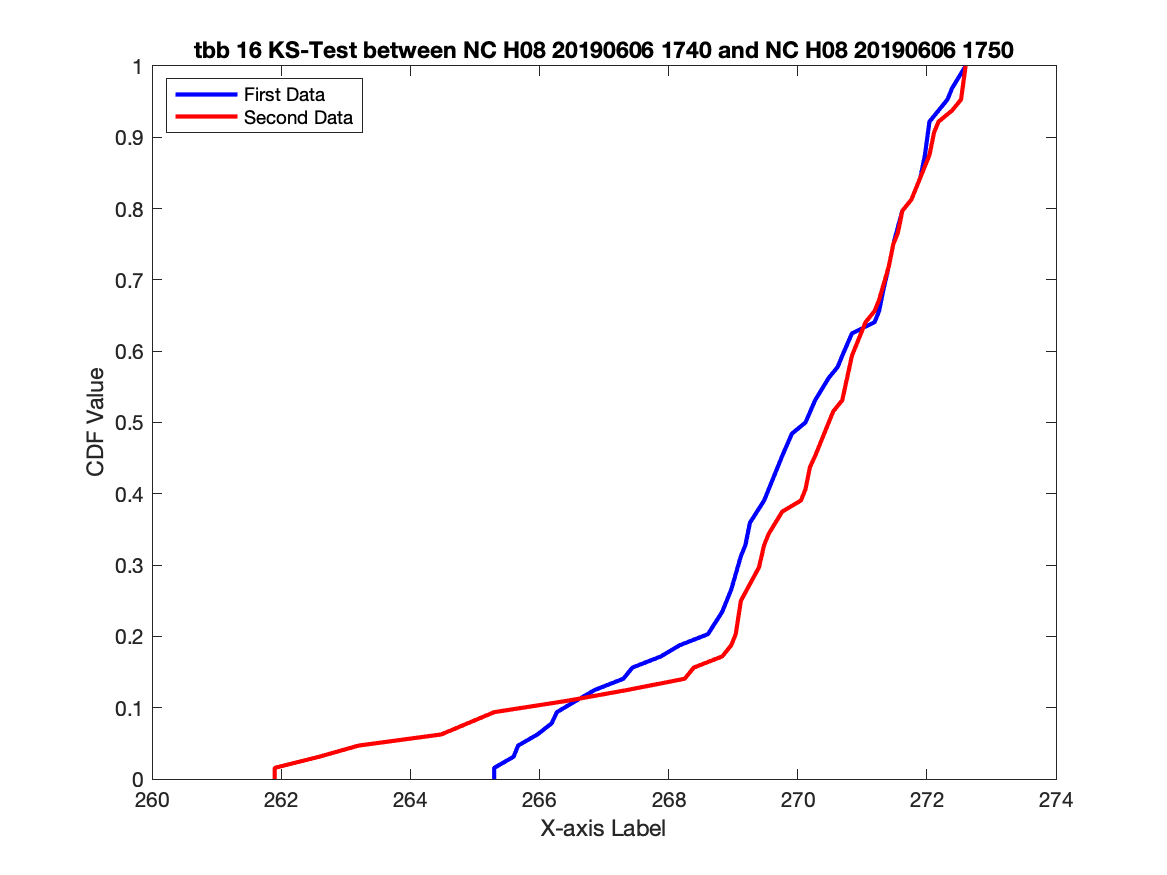 tbb 16 KS-Test between NC H08 20190606 1740 and NC H08 20190606 1750
First Data
Second Data
1
0.9
0.8
0.7
0.6
0.5
0.4
0.3
0.2
0.1
0
CDF Value
260 262 264 266 268 270 272 274
X-axis Label